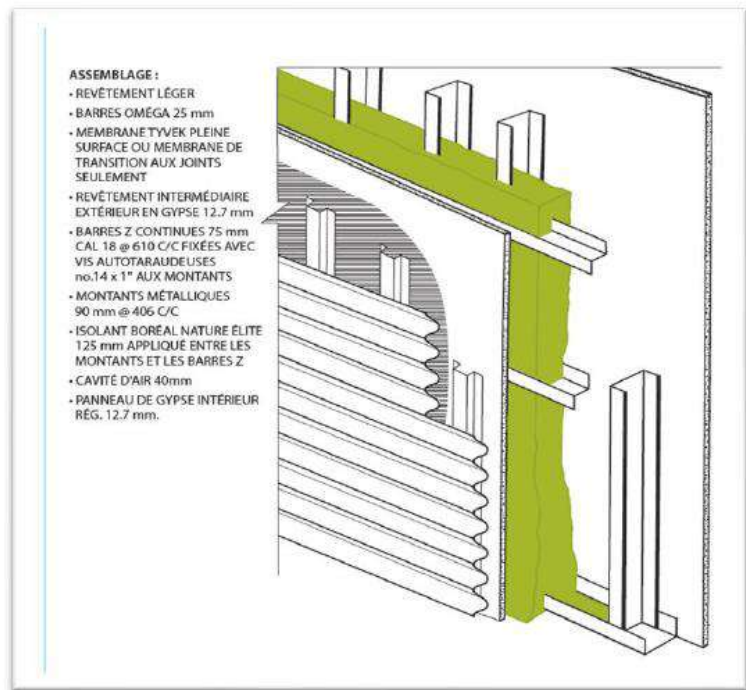 ASSEMBLAGE :
• REVÊTEMENT LÉGER
• BARRES OMÉGA 25 mm
• MEMBRANE TYVEK PLEINE
SURFACE OU MEMBRANE DE
TRANSITION AUX JOINTS
SEULEMENT
• REVÊTEMENT INTERMÉDIAIRE
EXTÉRIEUR EN GYPSE 12.7 mm
• BARRES Z CONTINUES 75 mm
CAL 18 @ 610 C/C FIXÉES AVEC
VIS AUTOTARAUDEUSES
no.14 x 1" AUX MONTANTS
• MONTANTS MÉTALLIQUES
90 mm @ 406 C/C
• ISOLANT BORÉAL NATURE ÉLITE
125 mm APPLIQUÉ ENTRE LES
MONTANTS ET LES BARRES Z
• CAVITÉ D'AIR 40mm
• PANNEAU DE GYPSE INTÉRIEUR
RÉG. 12.7 mm.